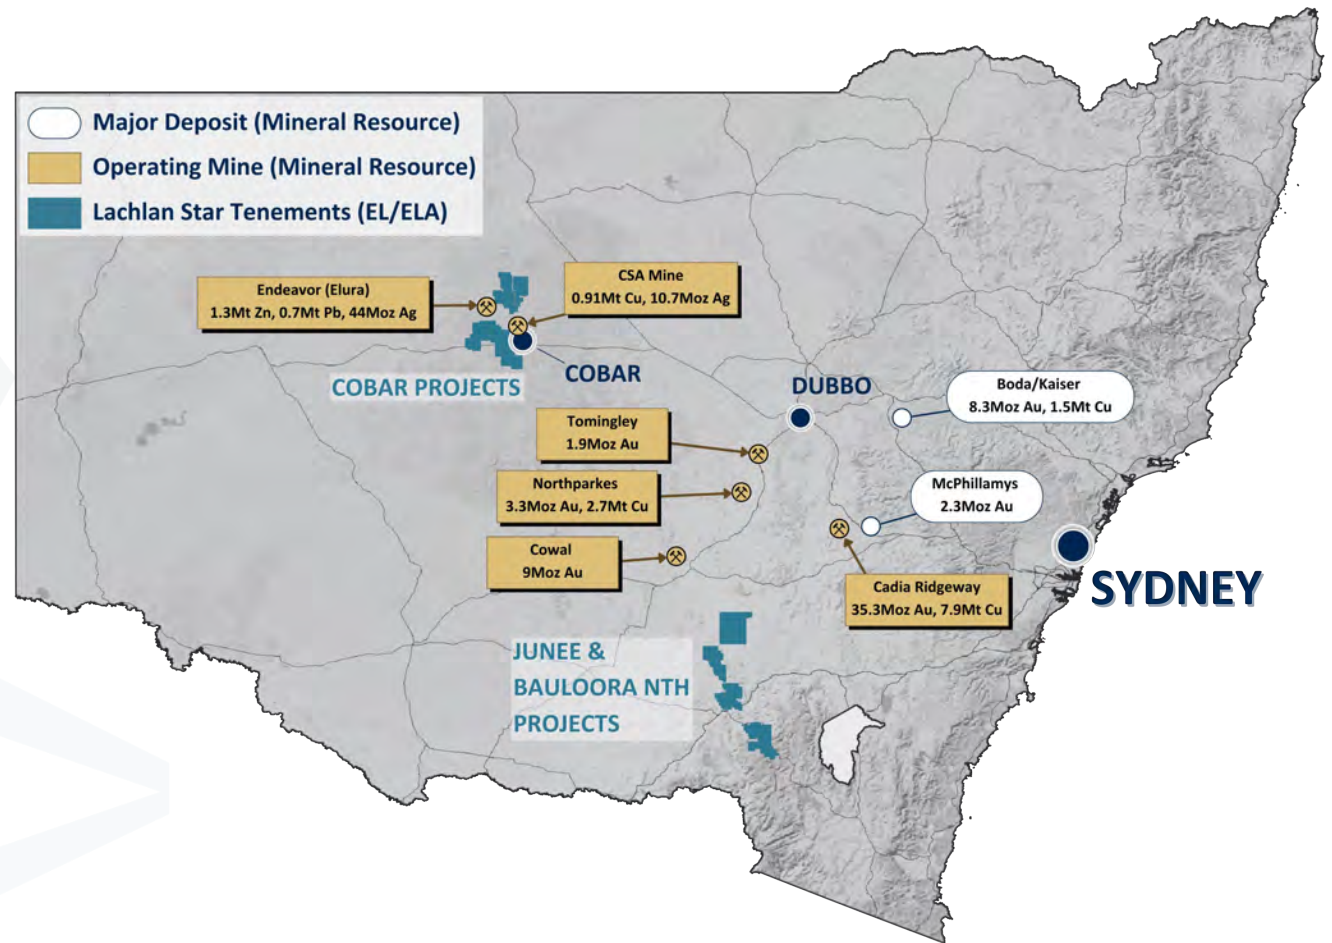 Major Deposit (Mineral Resource)
Operating Mine (Mineral Resource)
Lachlan Star Tenements (EL/ELA)
Endeavor (Elura)
1.3Mt Zn, 0.7Mt Pb, 44Moz Ag
CSA Mine
0.91Mt Cu, 10.7Moz Ag
COBAR PROJECTS
COBAR
DUBBO
Boda/Kaiser
8.3Moz Au, 1.5Mt Cu
Tomingley
1.9Moz Au
Northparkes
3.3Moz Au, 2.7Mt Cu
McPhillamys
2.3Moz Au
Cowal
9Moz Au
Cadia Ridgeway
35.3Moz Au, 7.9Mt Cu
SYDNEY
JUNEE &
BAULOORA NTH
PROJECTS